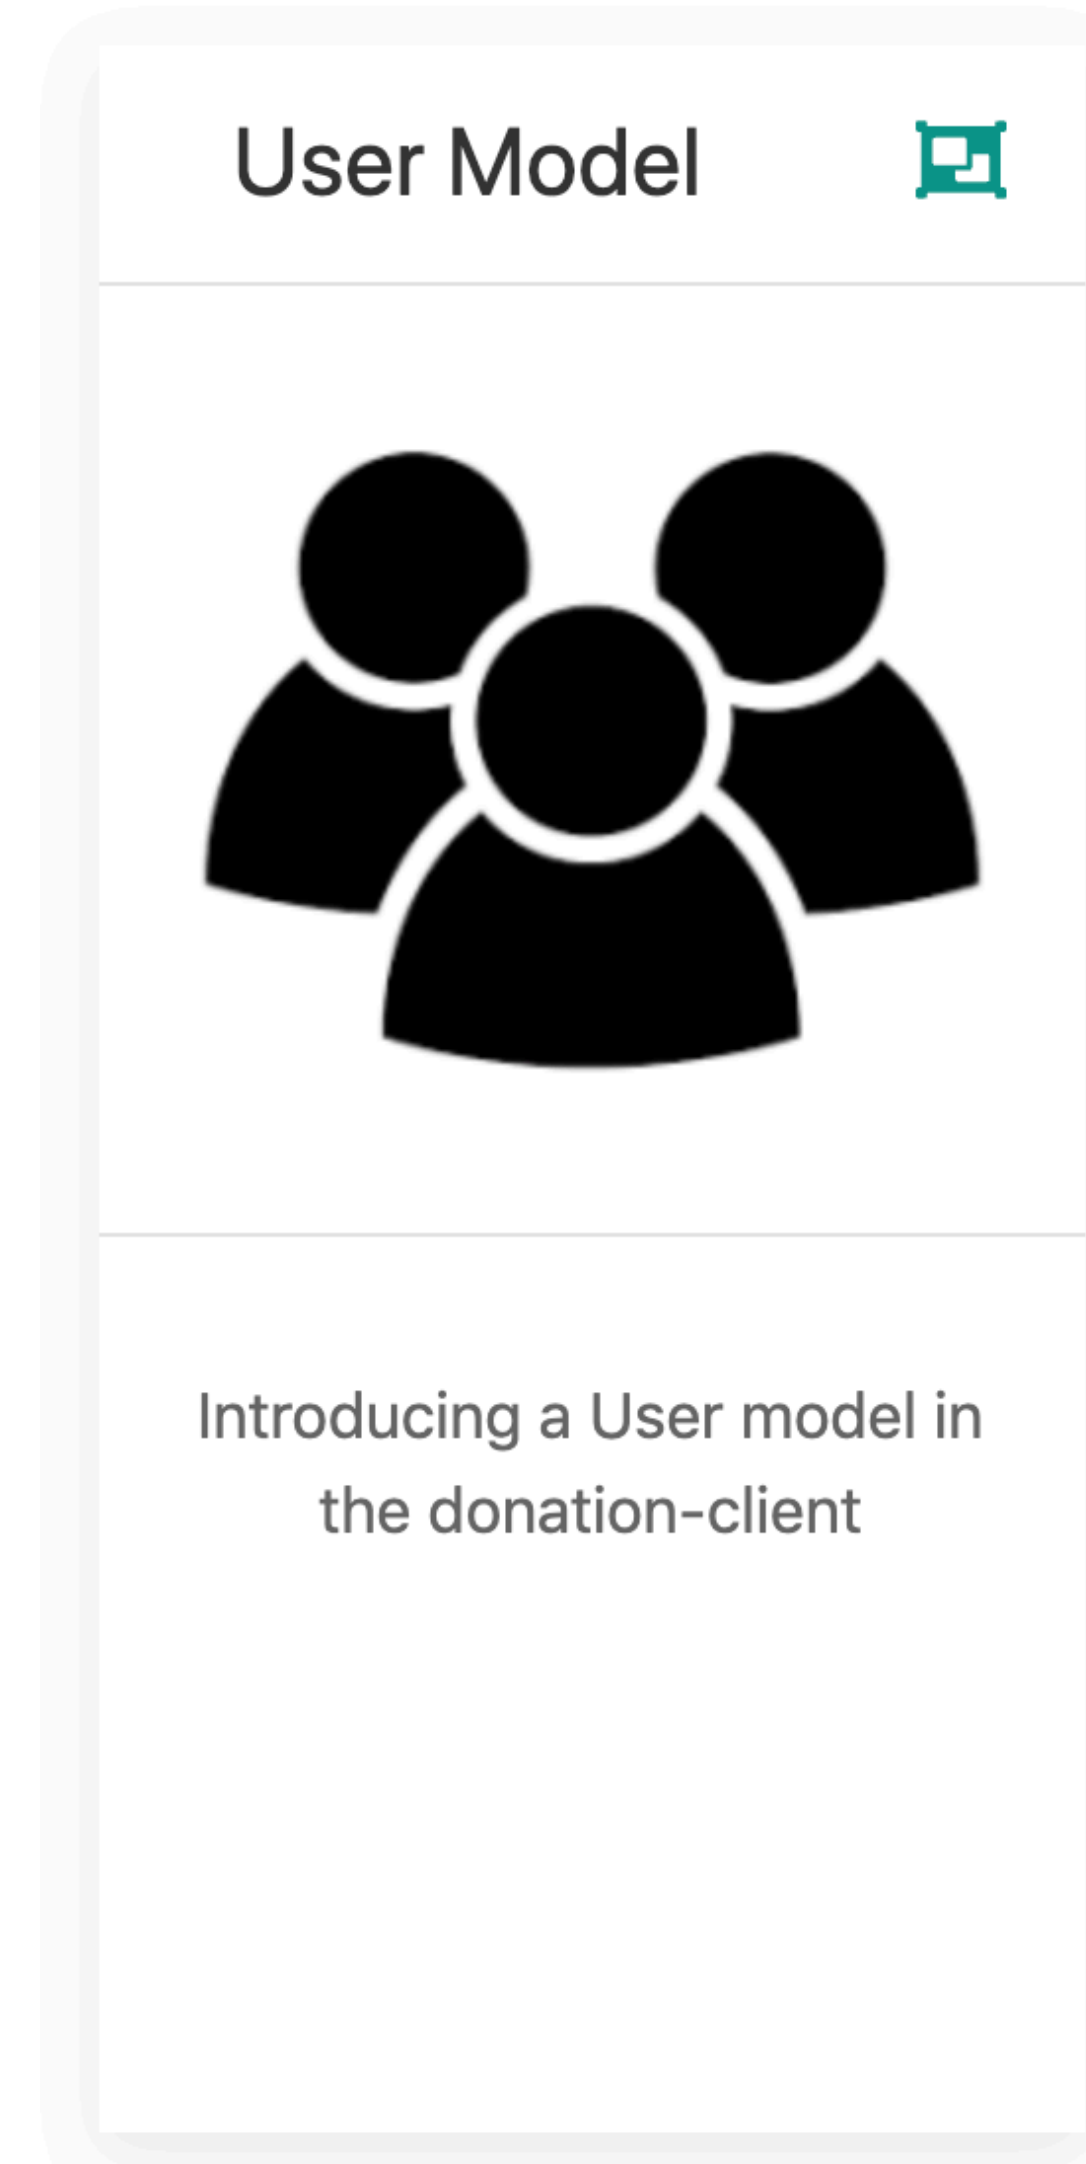 User Model
Introducing a User model in
the donation-client